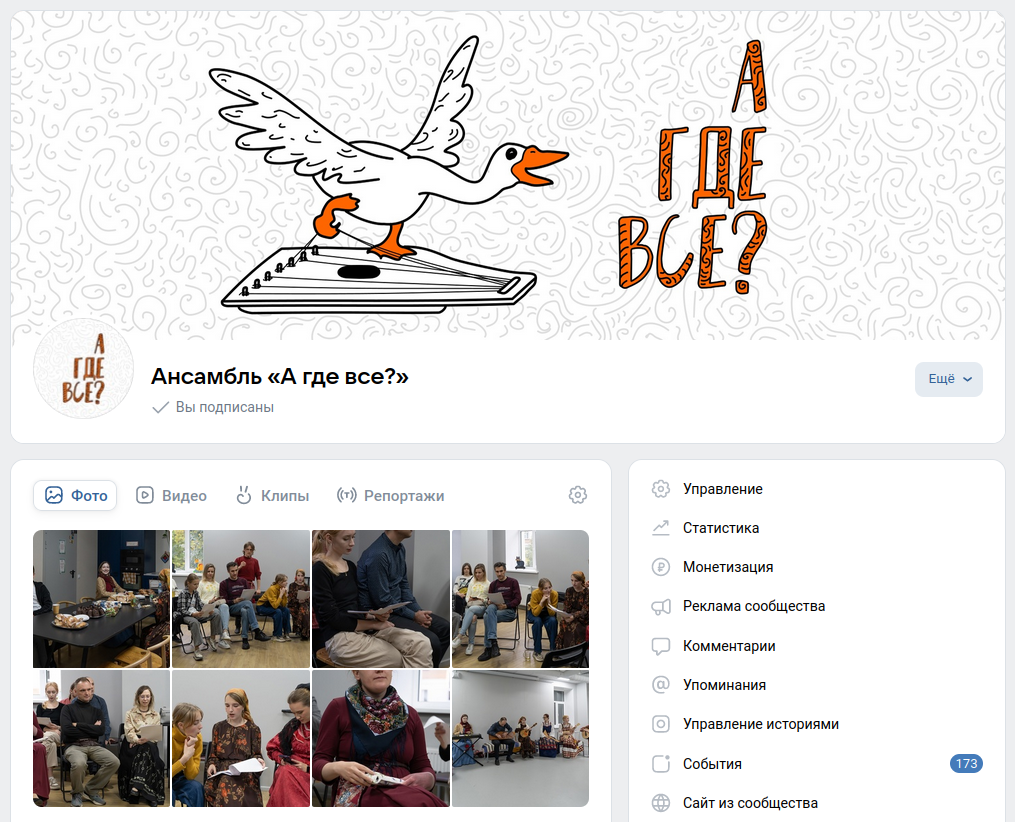 А
ГДЕ
ВСЕ?
А
ГДЕ
ВСЕ?
Ансамбль «А где все?»
Вы подписаны
Ещё
Фото
Видео
Клипы
Репортажи
Управление
Статистика
Монетизация
Реклама сообщества
Комментарии
Упоминания
Управление историями
События
173
Сайт из сообщества